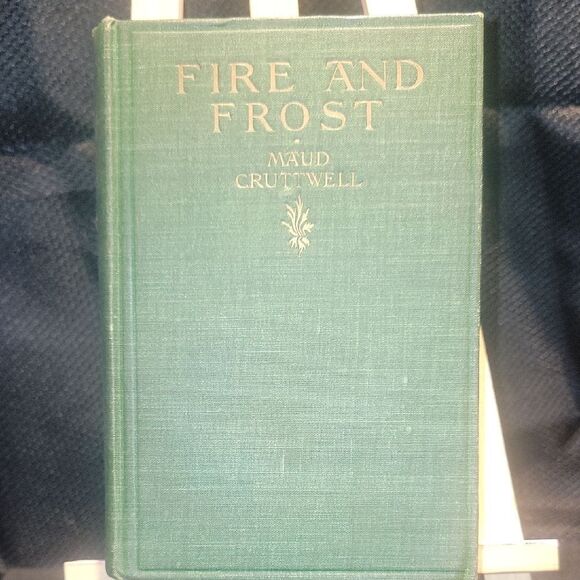 FIRE AND
FROST
MAUD
CRUTTWELL